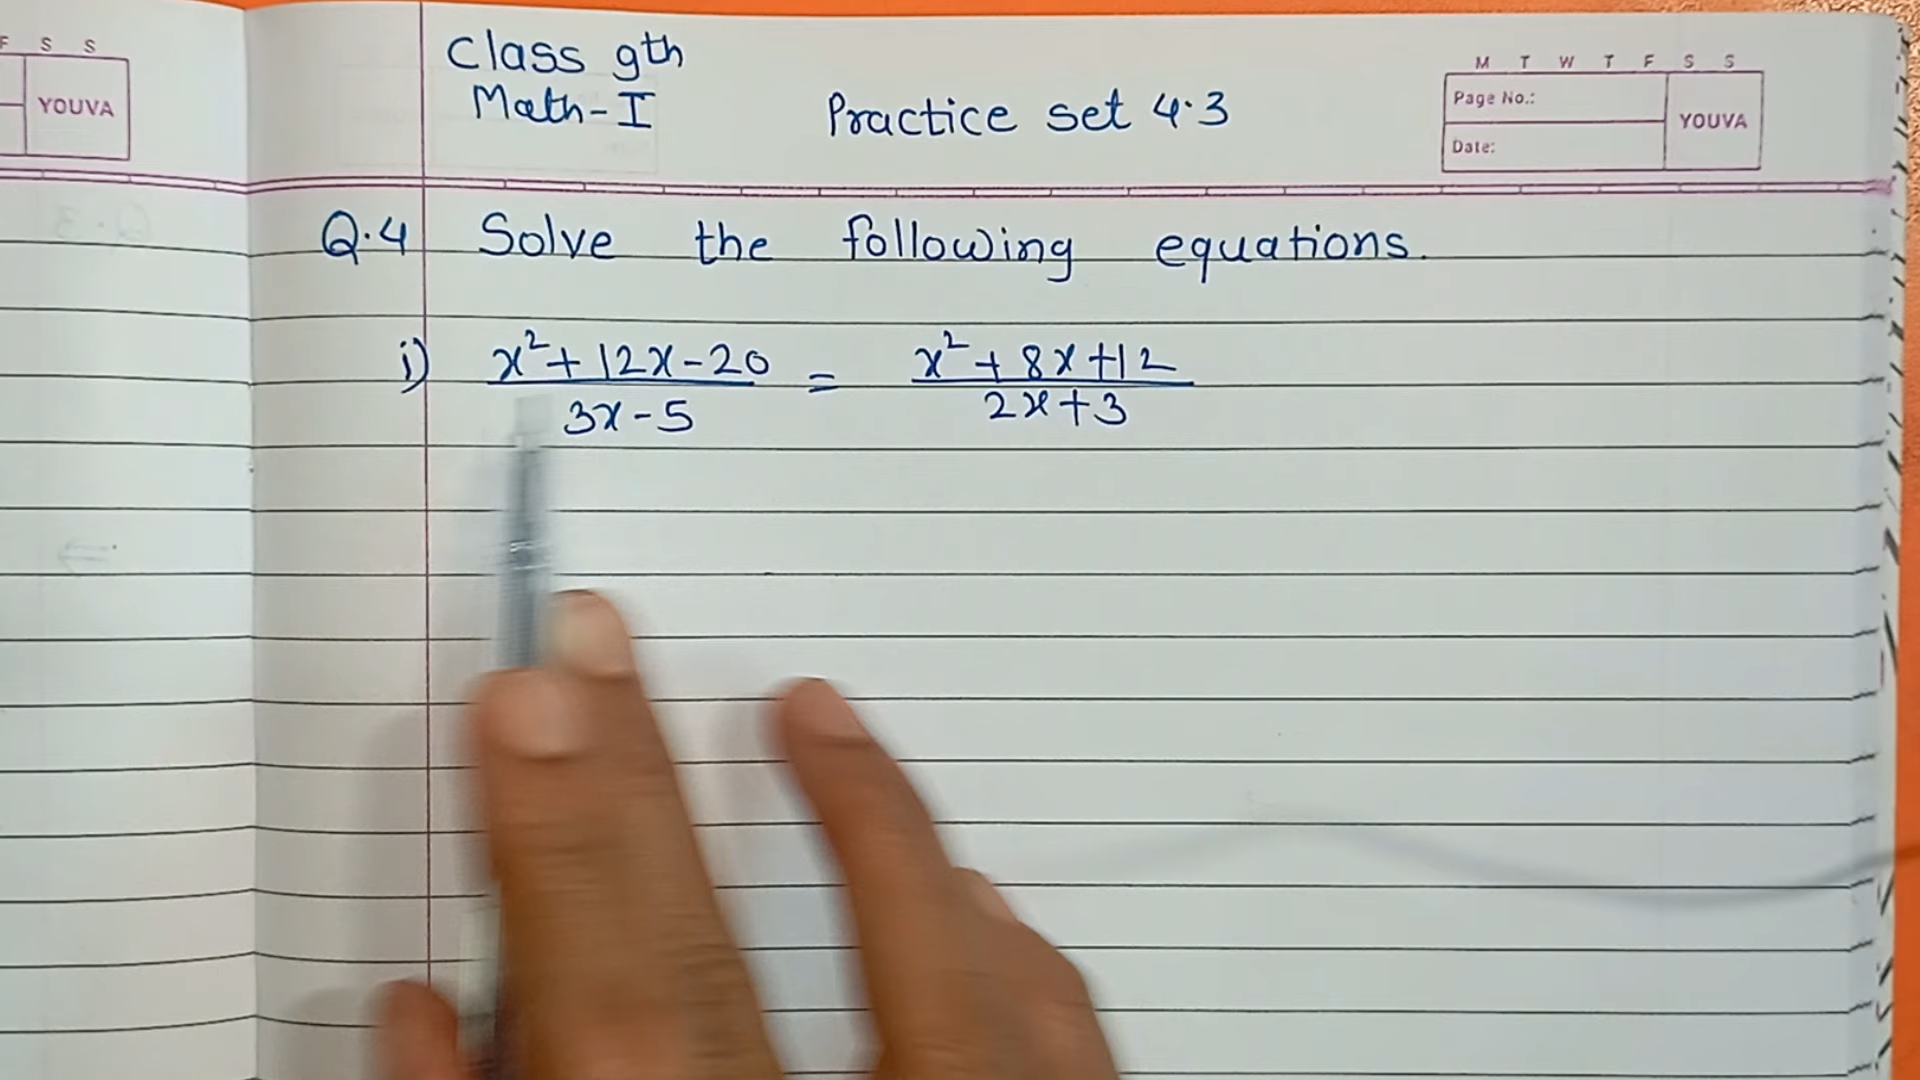 F S S
YOUVA
Class 9th
Math-I
Practice set 4.3
M T W T F S S
Page No.:
Date:
YOUVA
Q.4 Solve the following equations.
i) x²+12x-20 = x²+8x+12
3x-5 2x+3